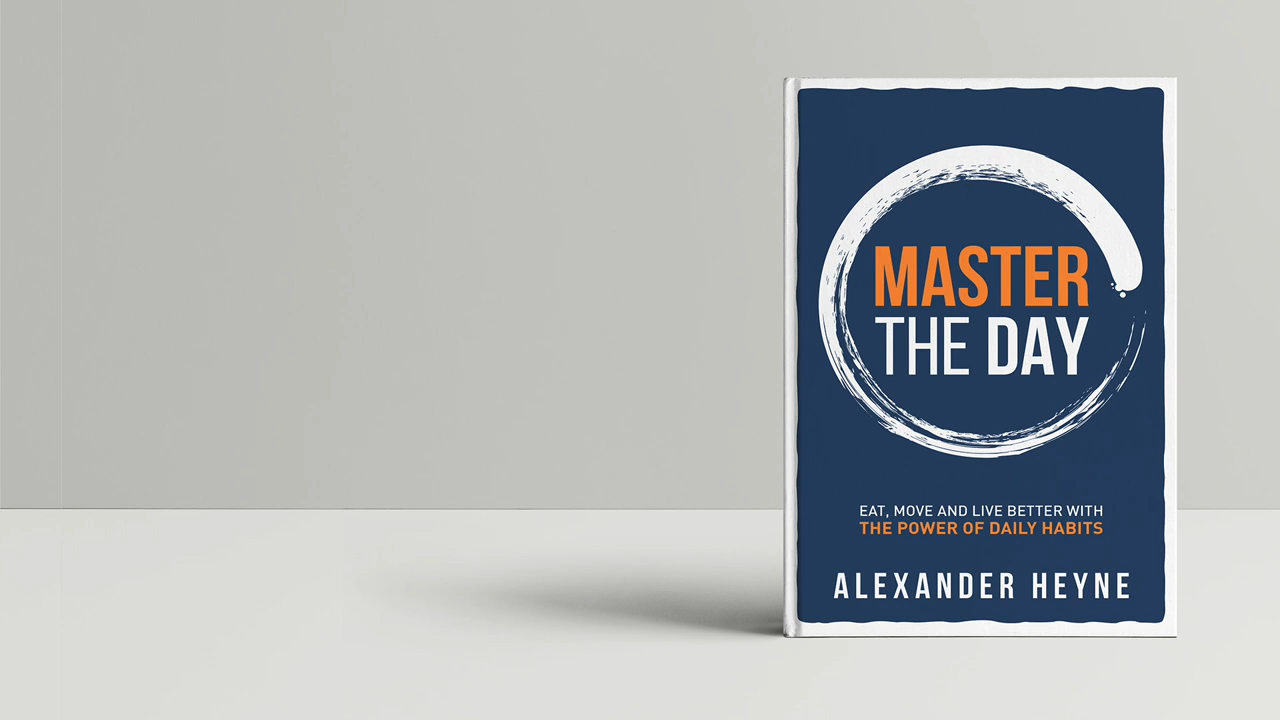 MASTER
THE DAY
EAT, MOVE AND LIVE BETTER WITH
THE POWER OF DAILY HABITS
ALEXANDER HEYNE